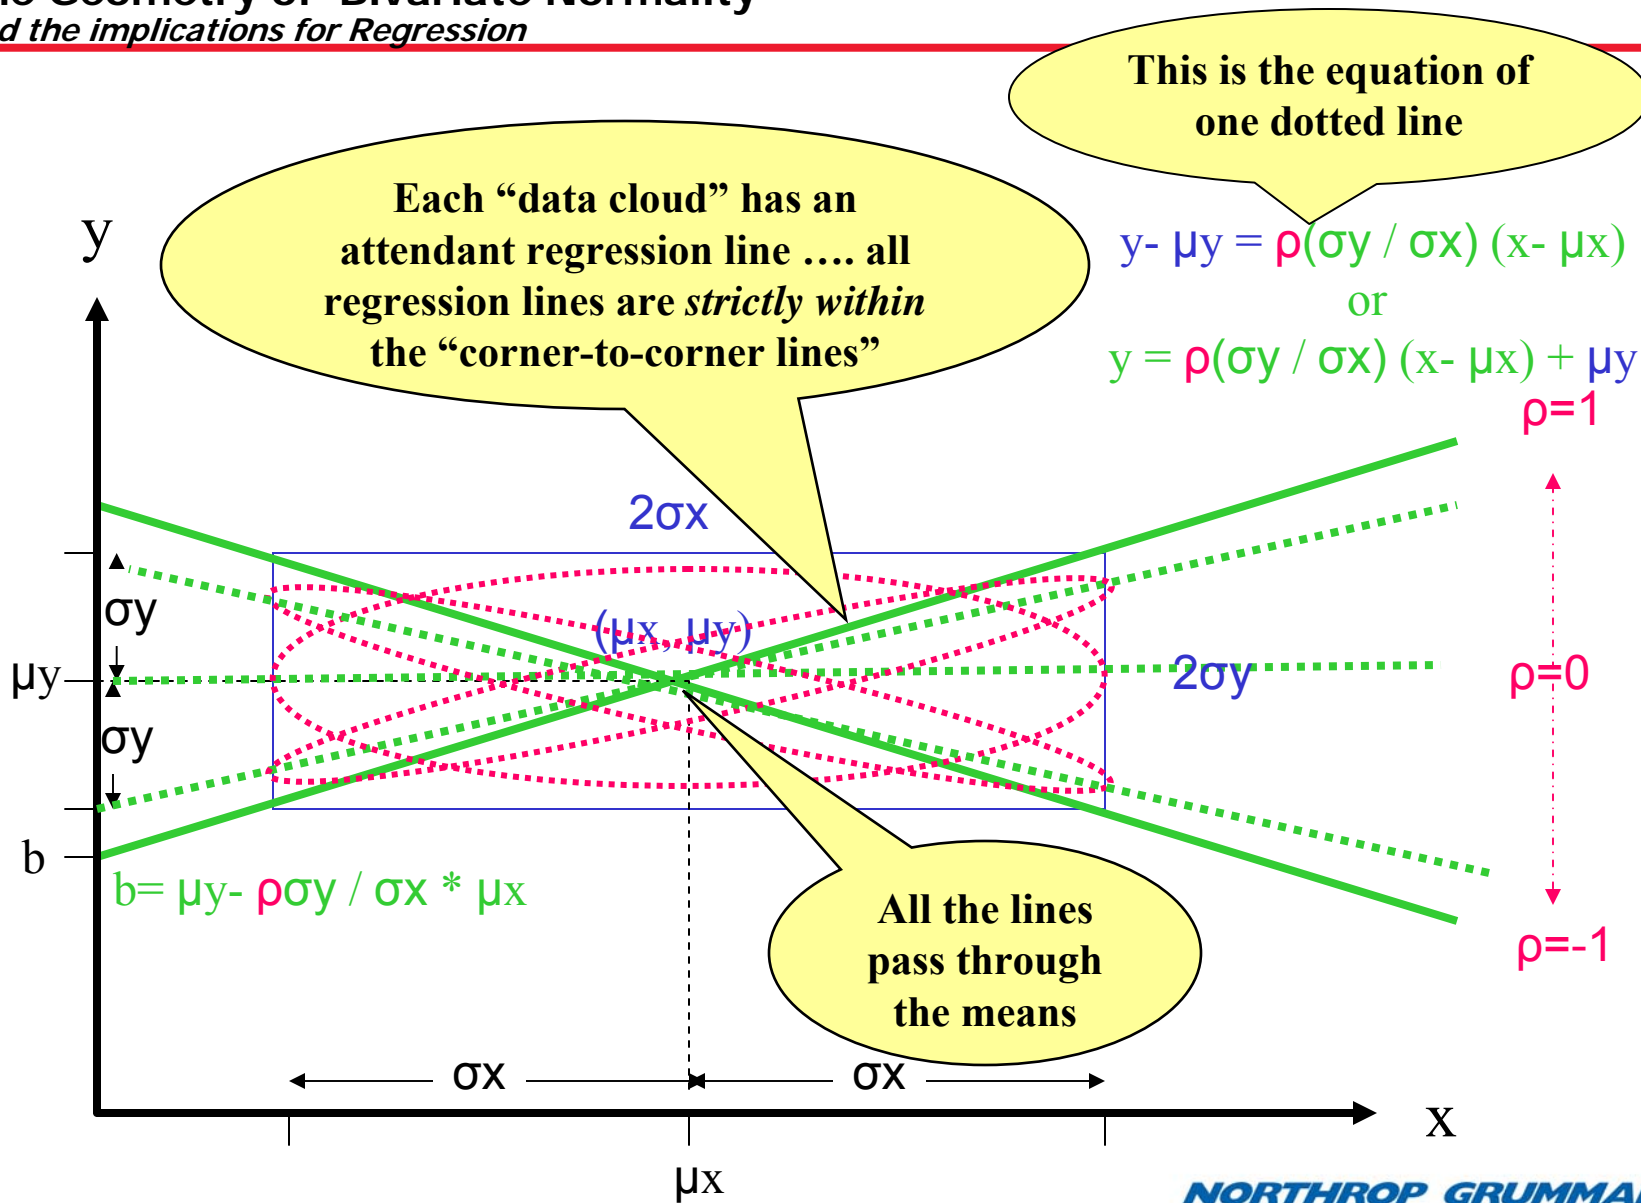 of Bivariate Normality
the implications for Regression
This is the equation of
one dotted line
Each “data cloud” has an
attendant regression line …. all
regression lines are strictly within
the “corner-to-corner lines”
y- μy = ρ(σy / σx) (x- μx)
or
y = ρ(σy / σx) (x- μx) + μy
y
ρ=1
2σx
σy
(μx, μy)
μy
2σy
ρ=0
σy
b
b= μy- ρσy / σx * μx
All the lines
pass through
the means
ρ=-1
σx
σx
x
μx
NORTHROP